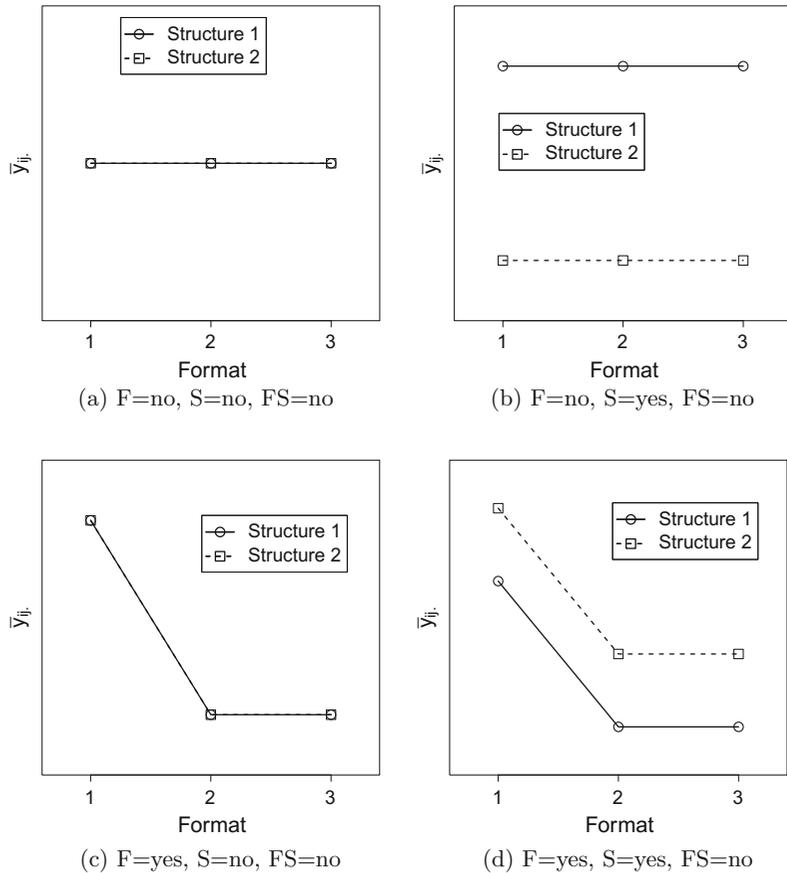 Structure 1
Structure 2
ȳij.
1 2 3
Format
(a) F=no, S=no, FS=no
Structure 1
Structure 2
ȳij.
1 2 3
Format
(b) F=no, S=yes, FS=no
Structure 1
Structure 2
ȳij.
1 2 3
Format
(c) F=yes, S=no, FS=no
Structure 1
Structure 2
ȳij.
1 2 3
Format
(d) F=yes, S=yes, FS=no